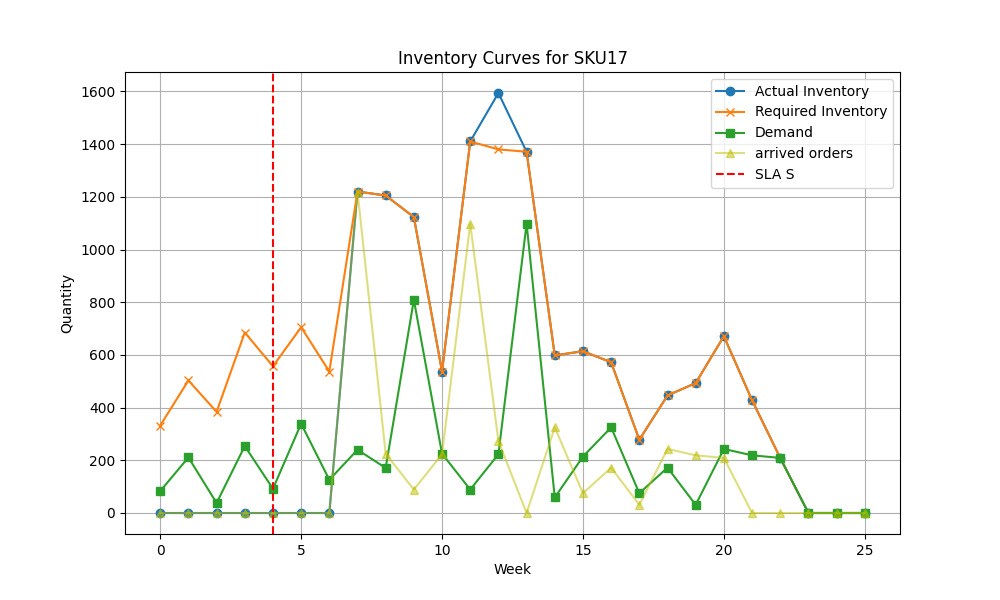 Inventory Curves for SKU17
Actual Inventory
Required Inventory
Demand
arrived orders
SLA S
Quantity
1600
1400
1200
1000
800
600
400
200
0
0 5 10 15 20 25
Week